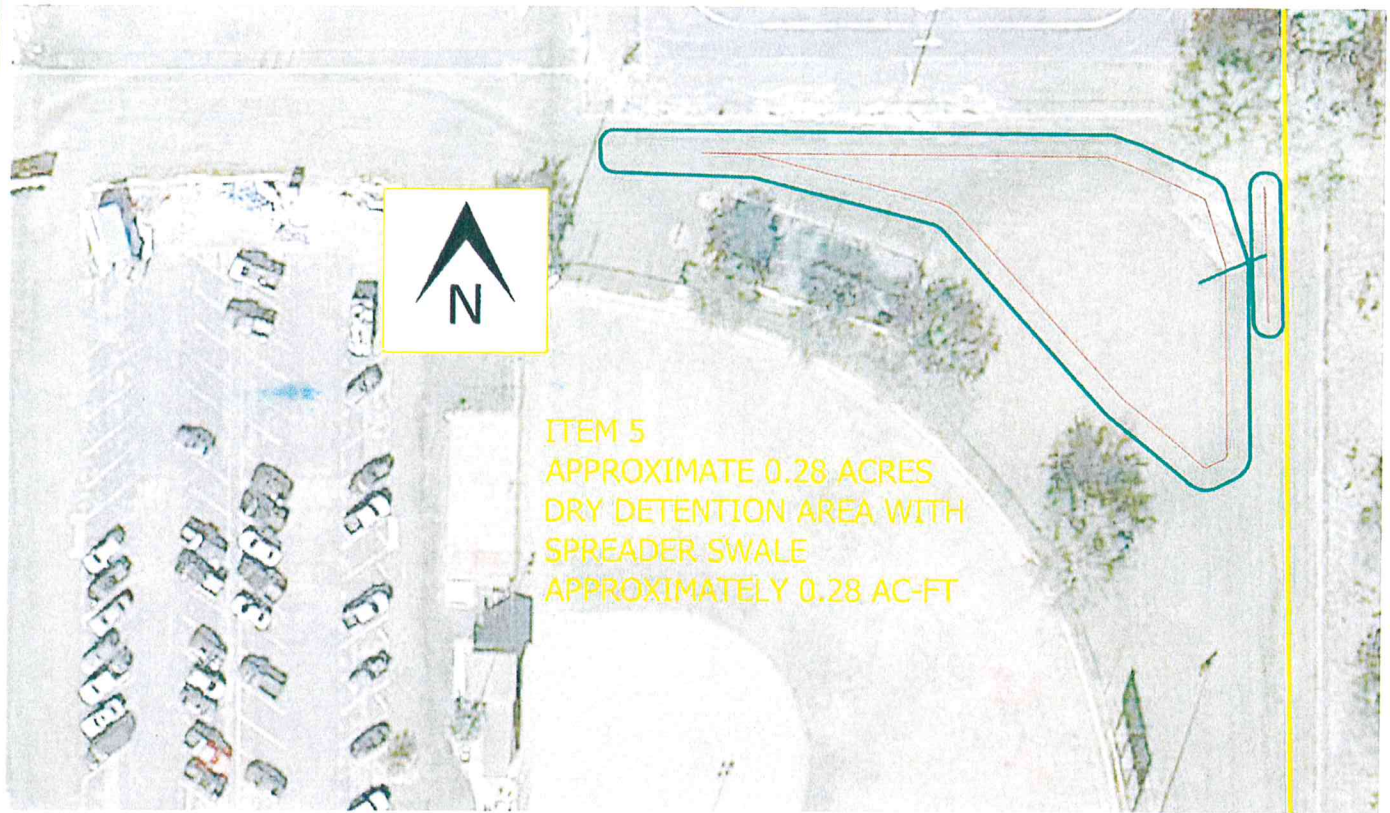 N
ITEM 5
APPROXIMATE 0.28 ACRES
DRY DETENTION AREA WITH
SPREADER SWALE
APPROXIMATELY 0.28 AC-FT